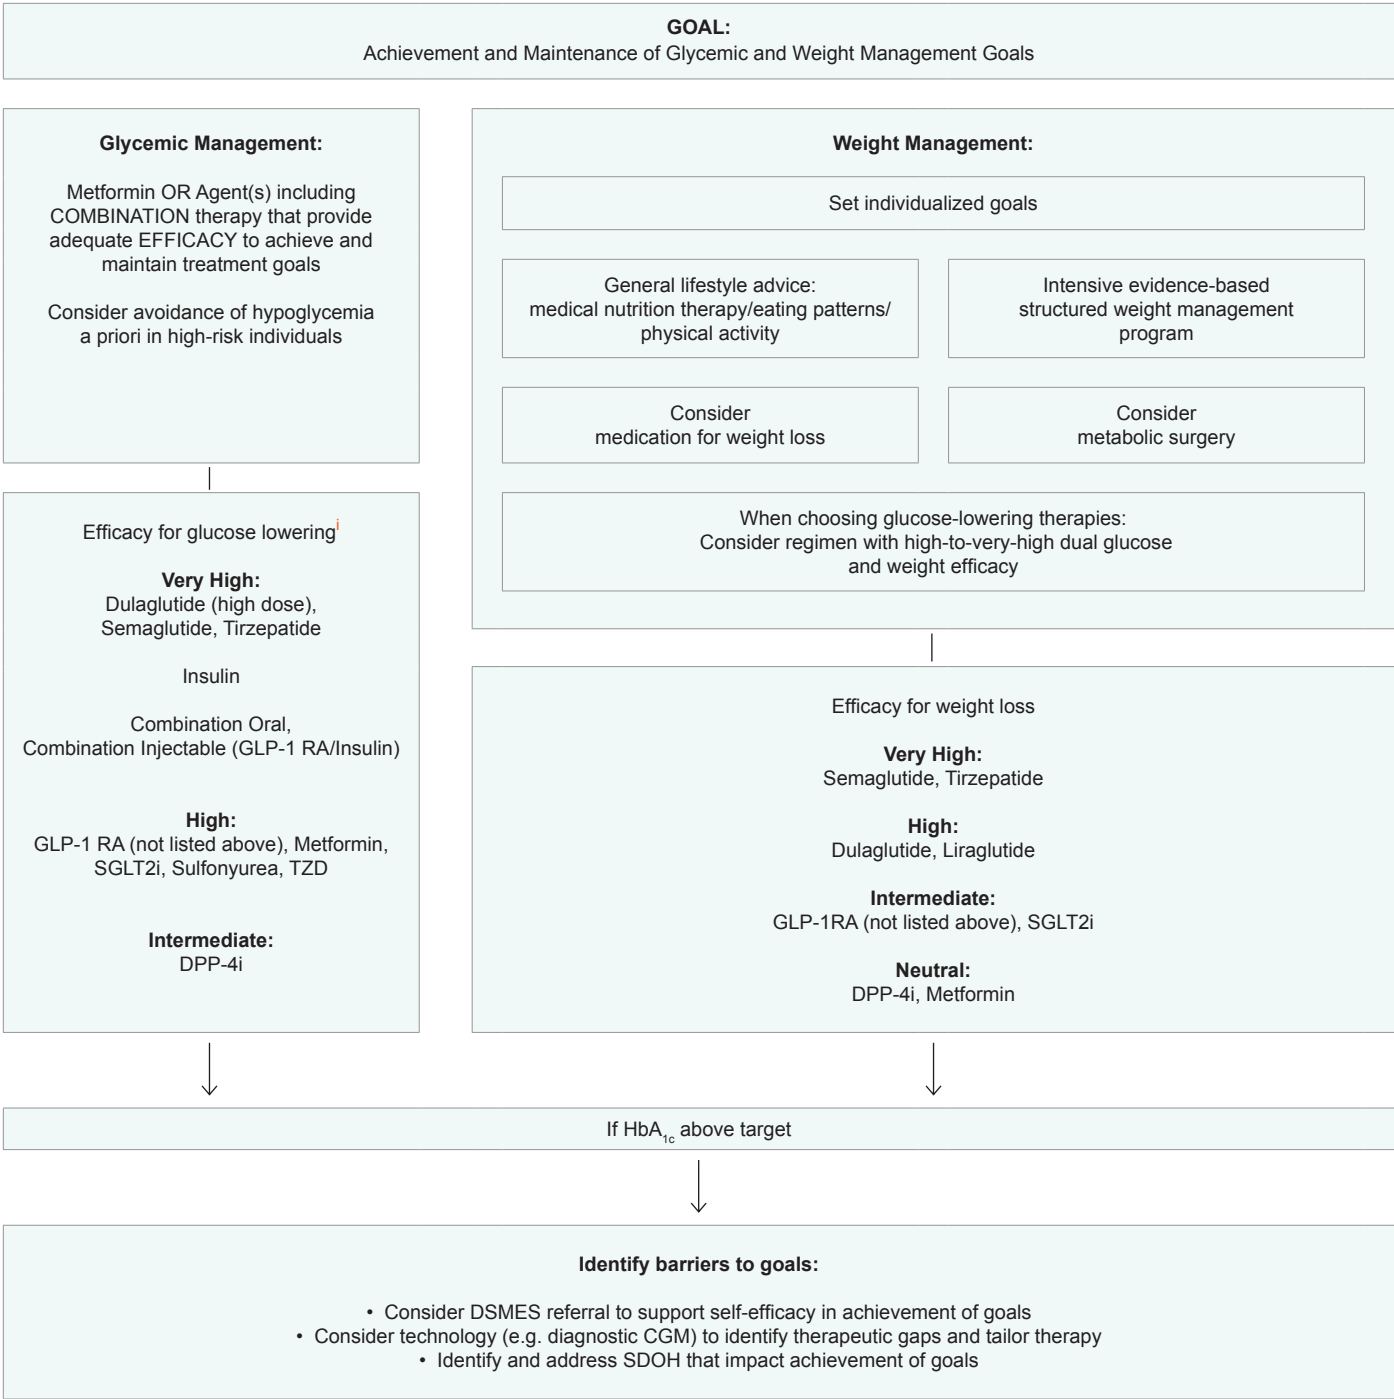 GOAL:
Achievement and Maintenance of Glycemic and Weight Management Goals
Glycemic Management:
Metformin OR Agent(s) including
COMBINATION therapy that provide
adequate EFFICACY to achieve and
maintain treatment goals
Consider avoidance of hypoglycemia
a priori in high-risk individuals
Efficacy for glucose loweringⁱ
Very High:
Dulaglutide (high dose),
Semaglutide, Tirzepatide
Insulin
Combination Oral,
Combination Injectable (GLP-1 RA/Insulin)
High:
GLP-1 RA (not listed above), Metformin,
SGLT2i, Sulfonyurea, TZD
Intermediate:
DPP-4i
Weight Management:
Set individualized goals
General lifestyle advice:
medical nutrition therapy/eating patterns/
physical activity
Intensive evidence-based
structured weight management
program
Consider
medication for weight loss
Consider
metabolic surgery
When choosing glucose-lowering therapies:
Consider regimen with high-to-very-high dual glucose
and weight efficacy
Efficacy for weight loss
Very High:
Semaglutide, Tirzepatide
High:
Dulaglutide, Liraglutide
Intermediate:
GLP-1RA (not listed above), SGLT2i
Neutral:
DPP-4i, Metformin
If HbA1c above target
Identify barriers to goals:
• Consider DSMES referral to support self-efficacy in achievement of goals
• Consider technology (e.g. diagnostic CGM) to identify therapeutic gaps and tailor therapy
• Identify and address SDOH that impact achievement of goals